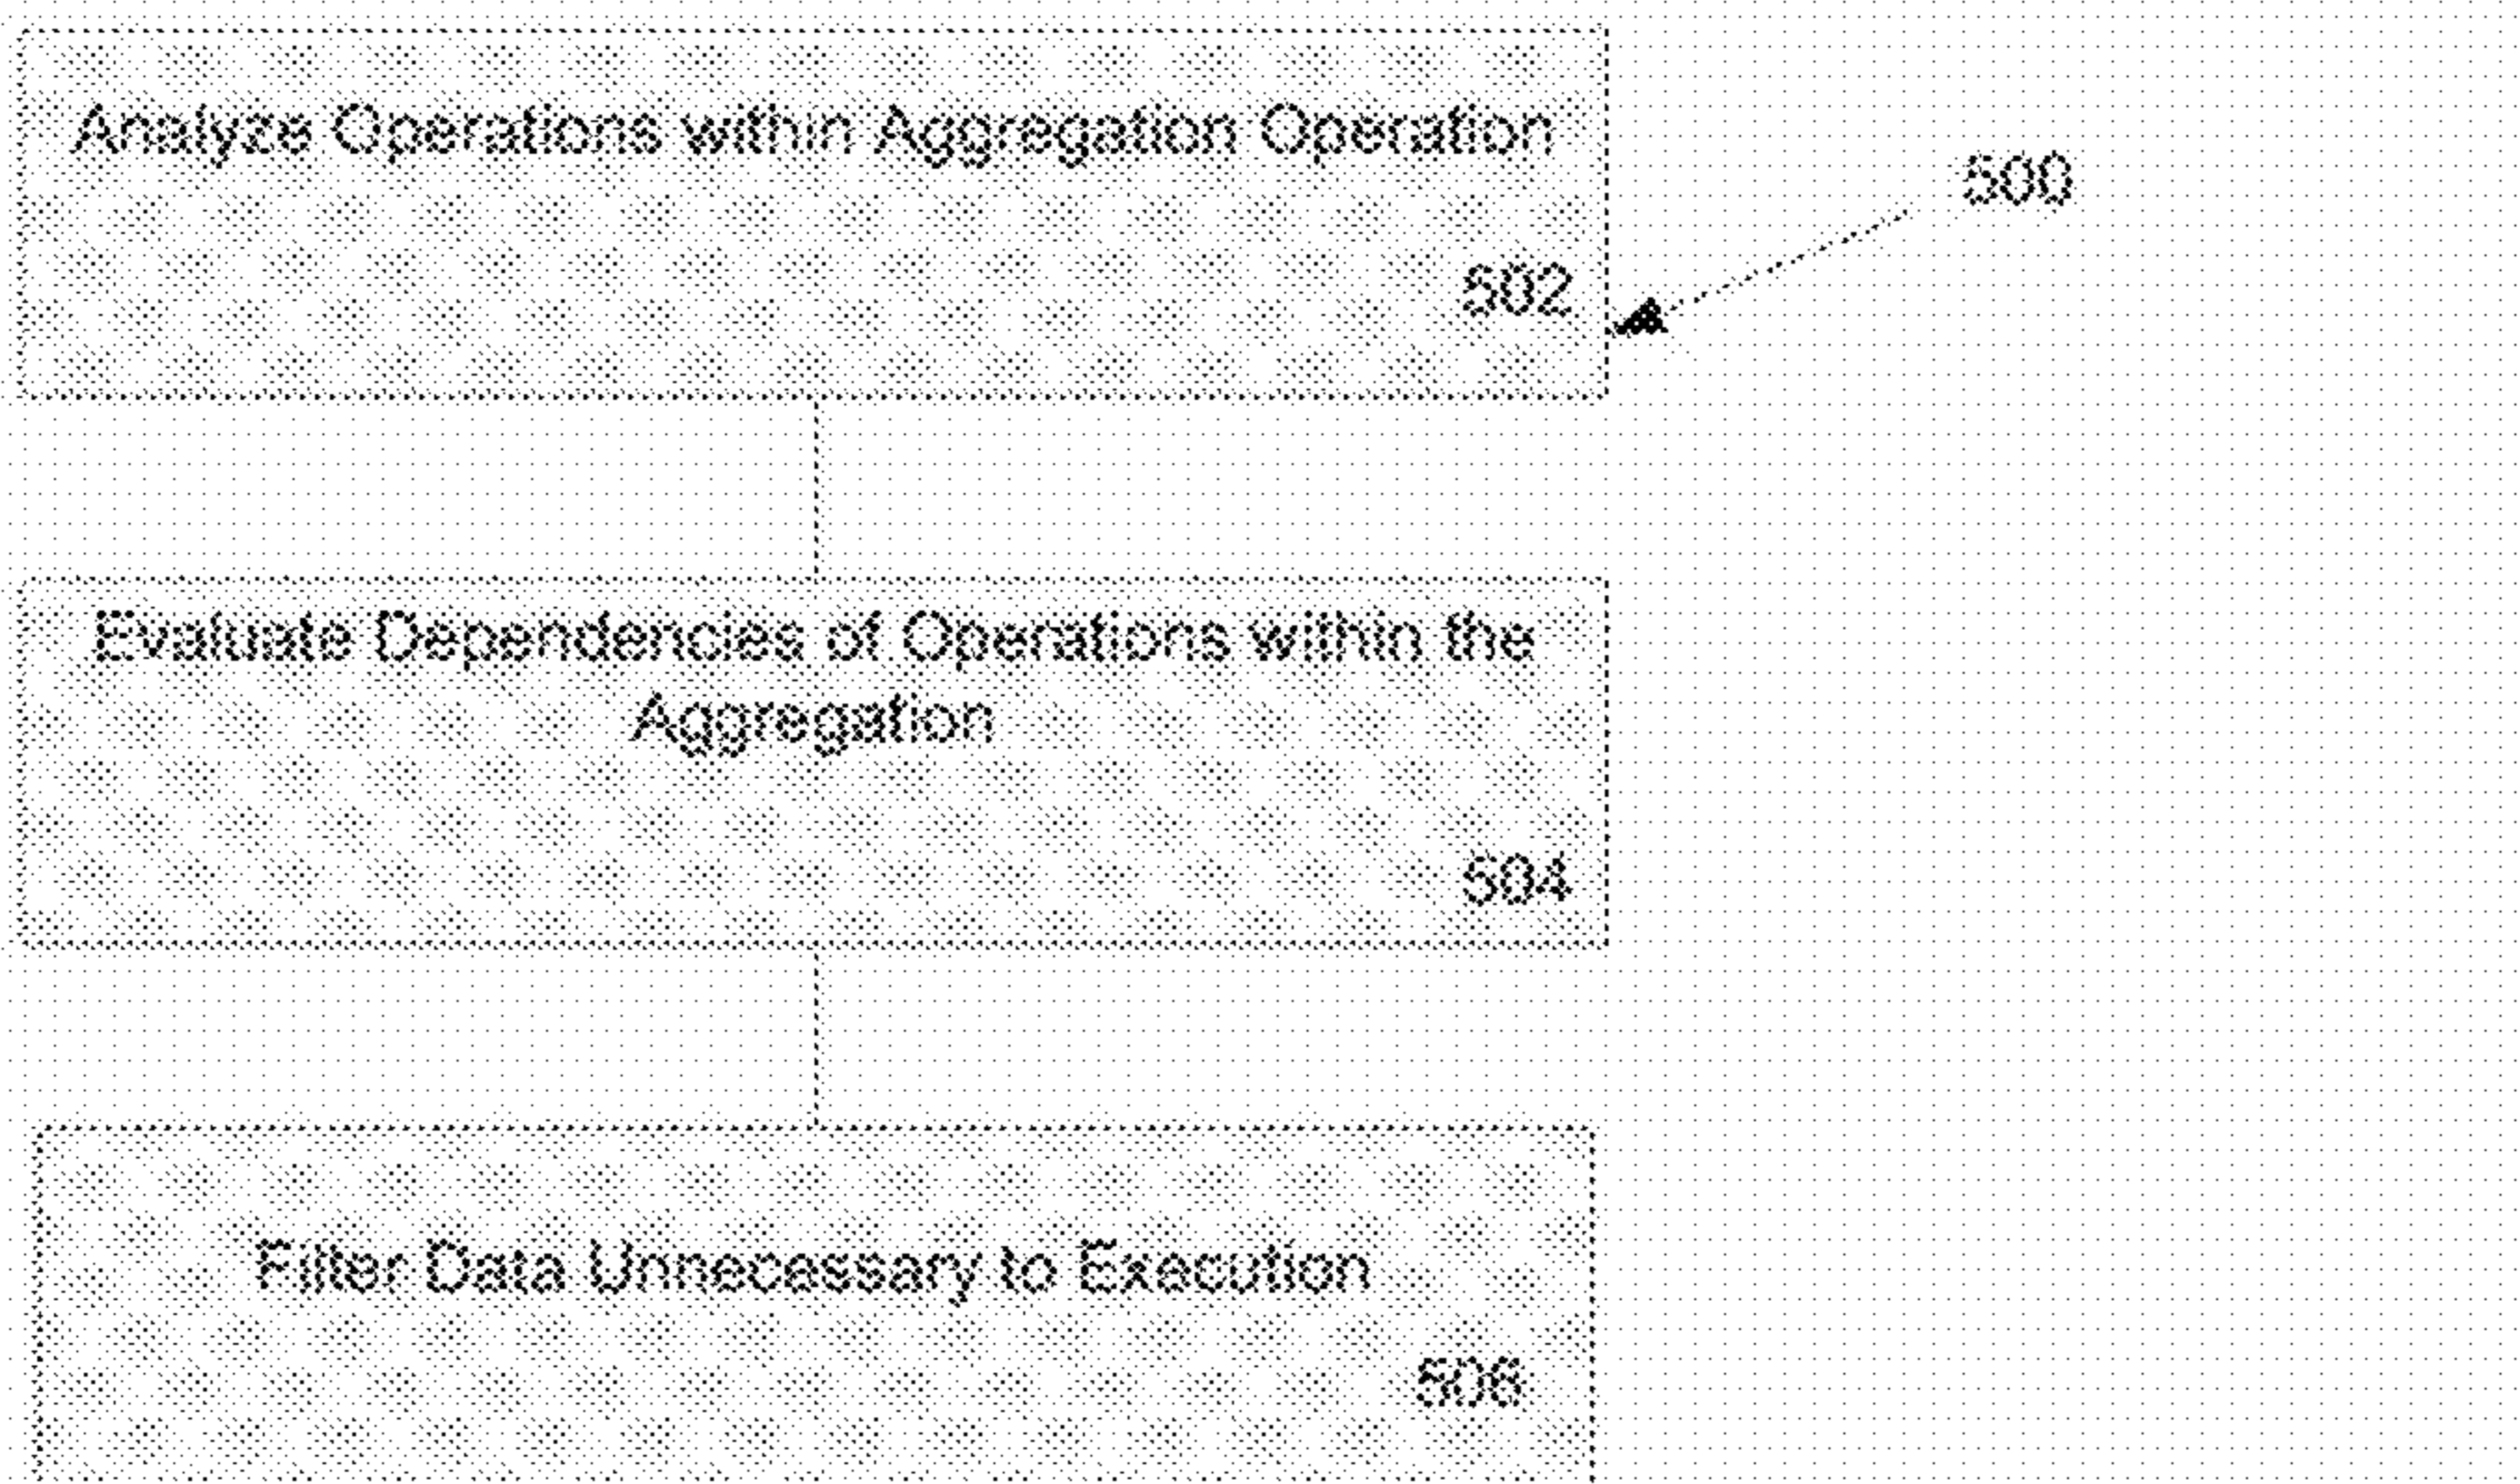 Analyze Operations within Aggregation Operation
500
502
Evaluate Dependencies of Operations within the
Aggregation
504
Filter Data Unnecessary to Execution
506